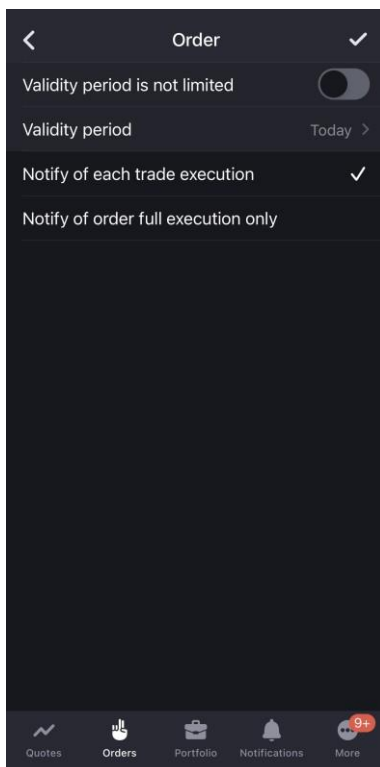 Order
Validity period is not limited
Validity period Today >
Notify of each trade execution
Notify of order full execution only
9+
Quotes Orders Portfolio Notifications More